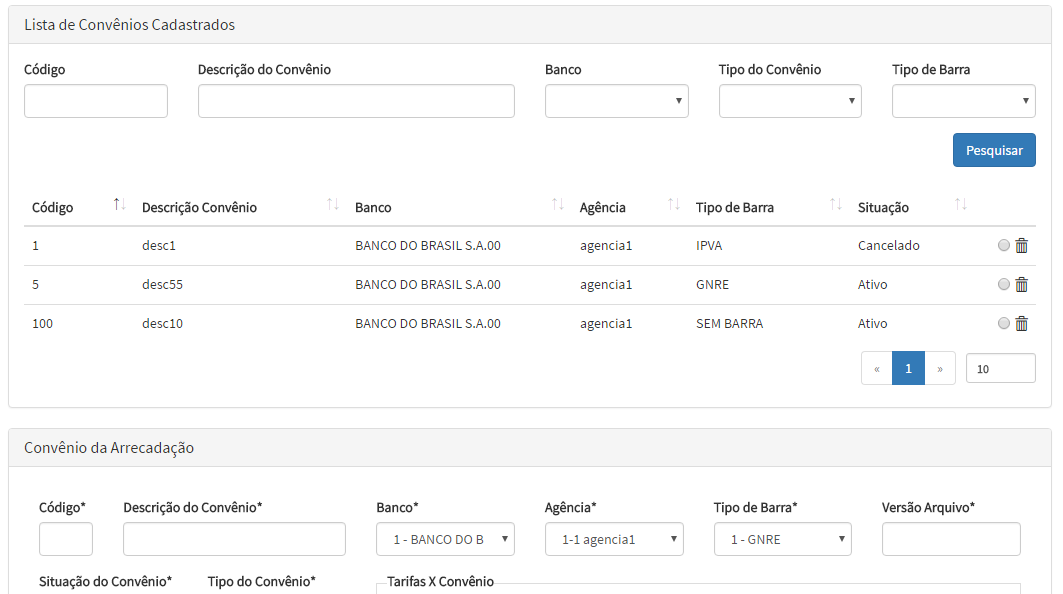 Lista de Convênios Cadastrados
Código Descrição do Convênio Banco Tipo do Convênio Tipo de Barra
Pesquisar
Código Descrição Convênio Banco Agência Tipo de Barra Situação
1 desc1 BANCO DO BRASIL S.A.00 agencia1 IPVA Cancelado
5 desc55 BANCO DO BRASIL S.A.00 agencia1 GNRE Ativo
100 desc10 BANCO DO BRASIL S.A.00 agencia1 SEM BARRA Ativo
« 1 » 10
Convênio da Arrecadação
Código* Descrição do Convênio* Banco* Agência* Tipo de Barra* Versão Arquivo*
1 - BANCO DO B 1-1 agencia1 1 - GNRE
Situação do Convênio* Tipo do Convênio* Tarifas X Convênio